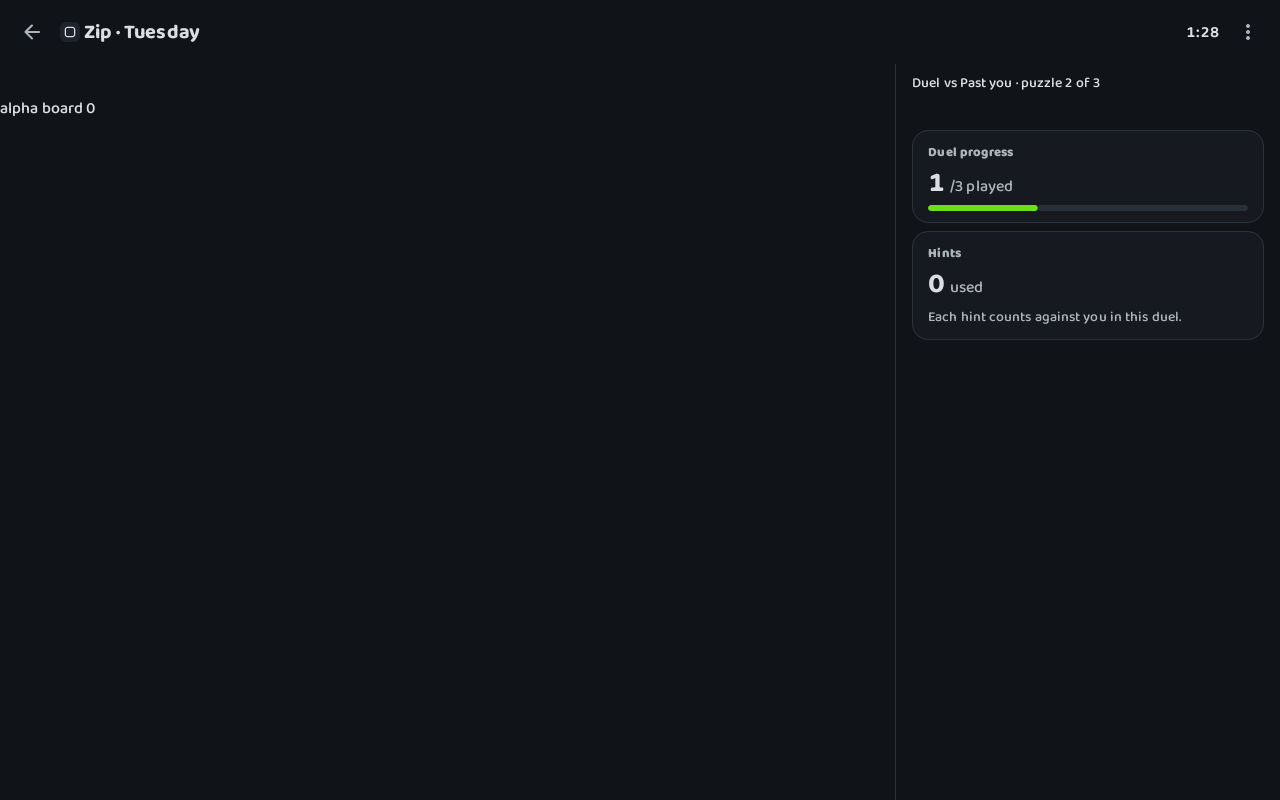 Zip · Tuesday
1:28
alpha board 0
Duel vs Past you · puzzle 2 of 3
Duel progress
1 /3 played
Hints
0 used
Each hint counts against you in this duel.